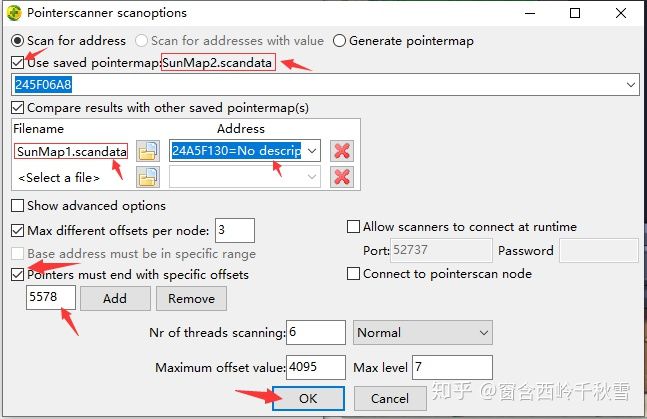 Pointerscanner scanoptions
Scan for address Scan for addresses with value Generate pointermap
Use saved pointermap:SunMap2.scandata
245F06A8
Compare results with other saved pointermap(s)
Filename Address
SunMap1.scandata 24A5F130=No descrip
<Select a file>
Show advanced options
Max different offsets per node: 3 Allow scanners to connect at runtime
Base address must be in specific range Port: 52737 Password
Pointers must end with specific offsets Connect to pointerscan node
5578 Add Remove
Nr of threads scanning: 6 Normal
Maximum offset value: 4095 Max level 7
OK Cancel
知乎 @窗含西岭千秋雪